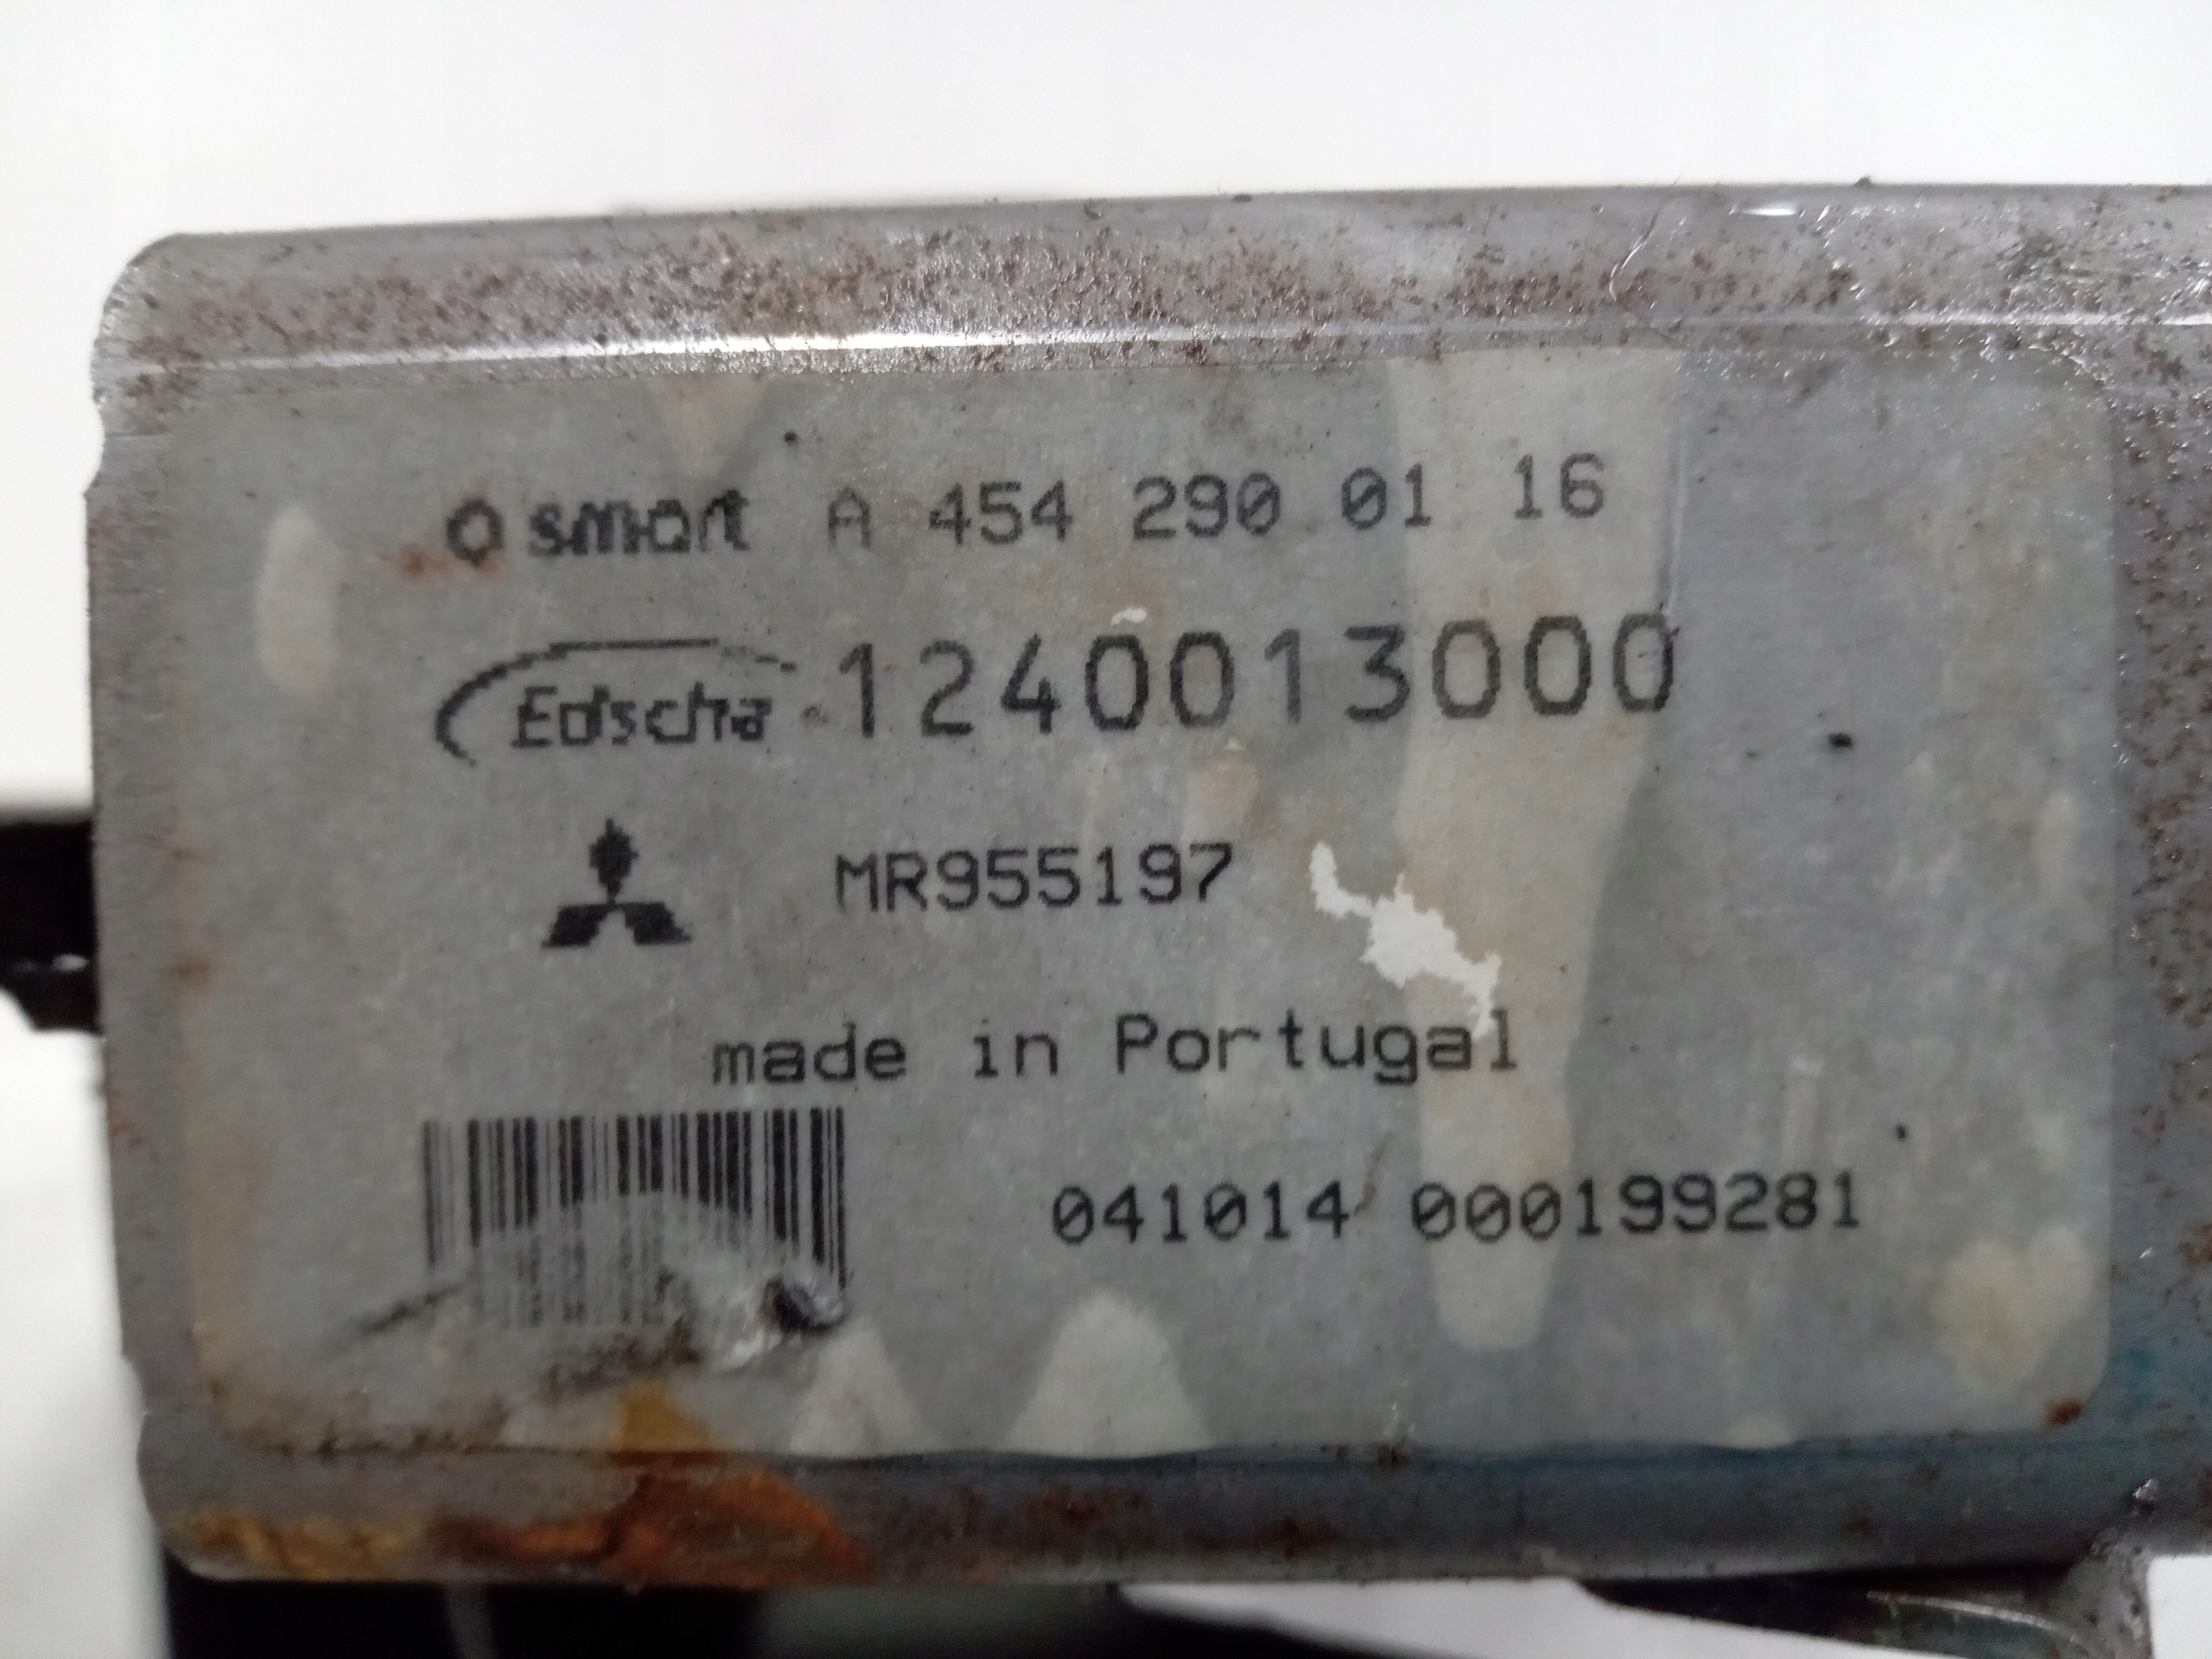 smart A 454 290 01 16
Edscha 1240013000
MR955197
made in Portugal
041014 000199281